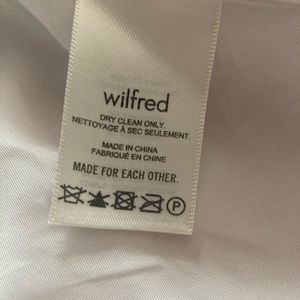 wilfred
DRY CLEAN ONLY.
NETTOYAGE À SEC SEULEMENT.
MADE IN CHINA
FABRIQUÉ EN CHINE
MADE FOR EACH OTHER.
P